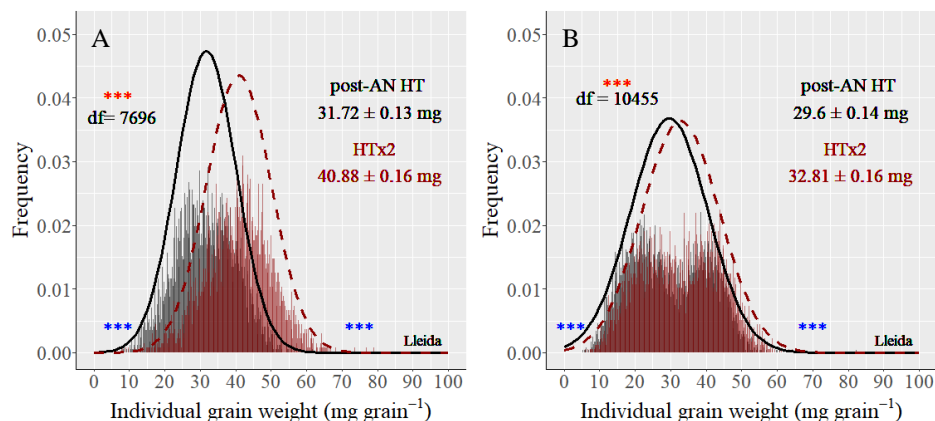 A
0.05
0.04
0.03
0.02
0.01
0.00
Frequency
***
df= 7696
post-AN HT
31.72 ± 0.13 mg
HTx2
40.88 ± 0.16 mg
***
***
Lleida
0 10 20 30 40 50 60 70 80 90 100
Individual grain weight (mg grain⁻¹)
B
0.05
0.04
0.03
0.02
0.01
0.00
Frequency
***
df = 10455
post-AN HT
29.6 ± 0.14 mg
HTx2
32.81 ± 0.16 mg
***
***
Lleida
0 10 20 30 40 50 60 70 80 90 100
Individual grain weight (mg grain⁻¹)